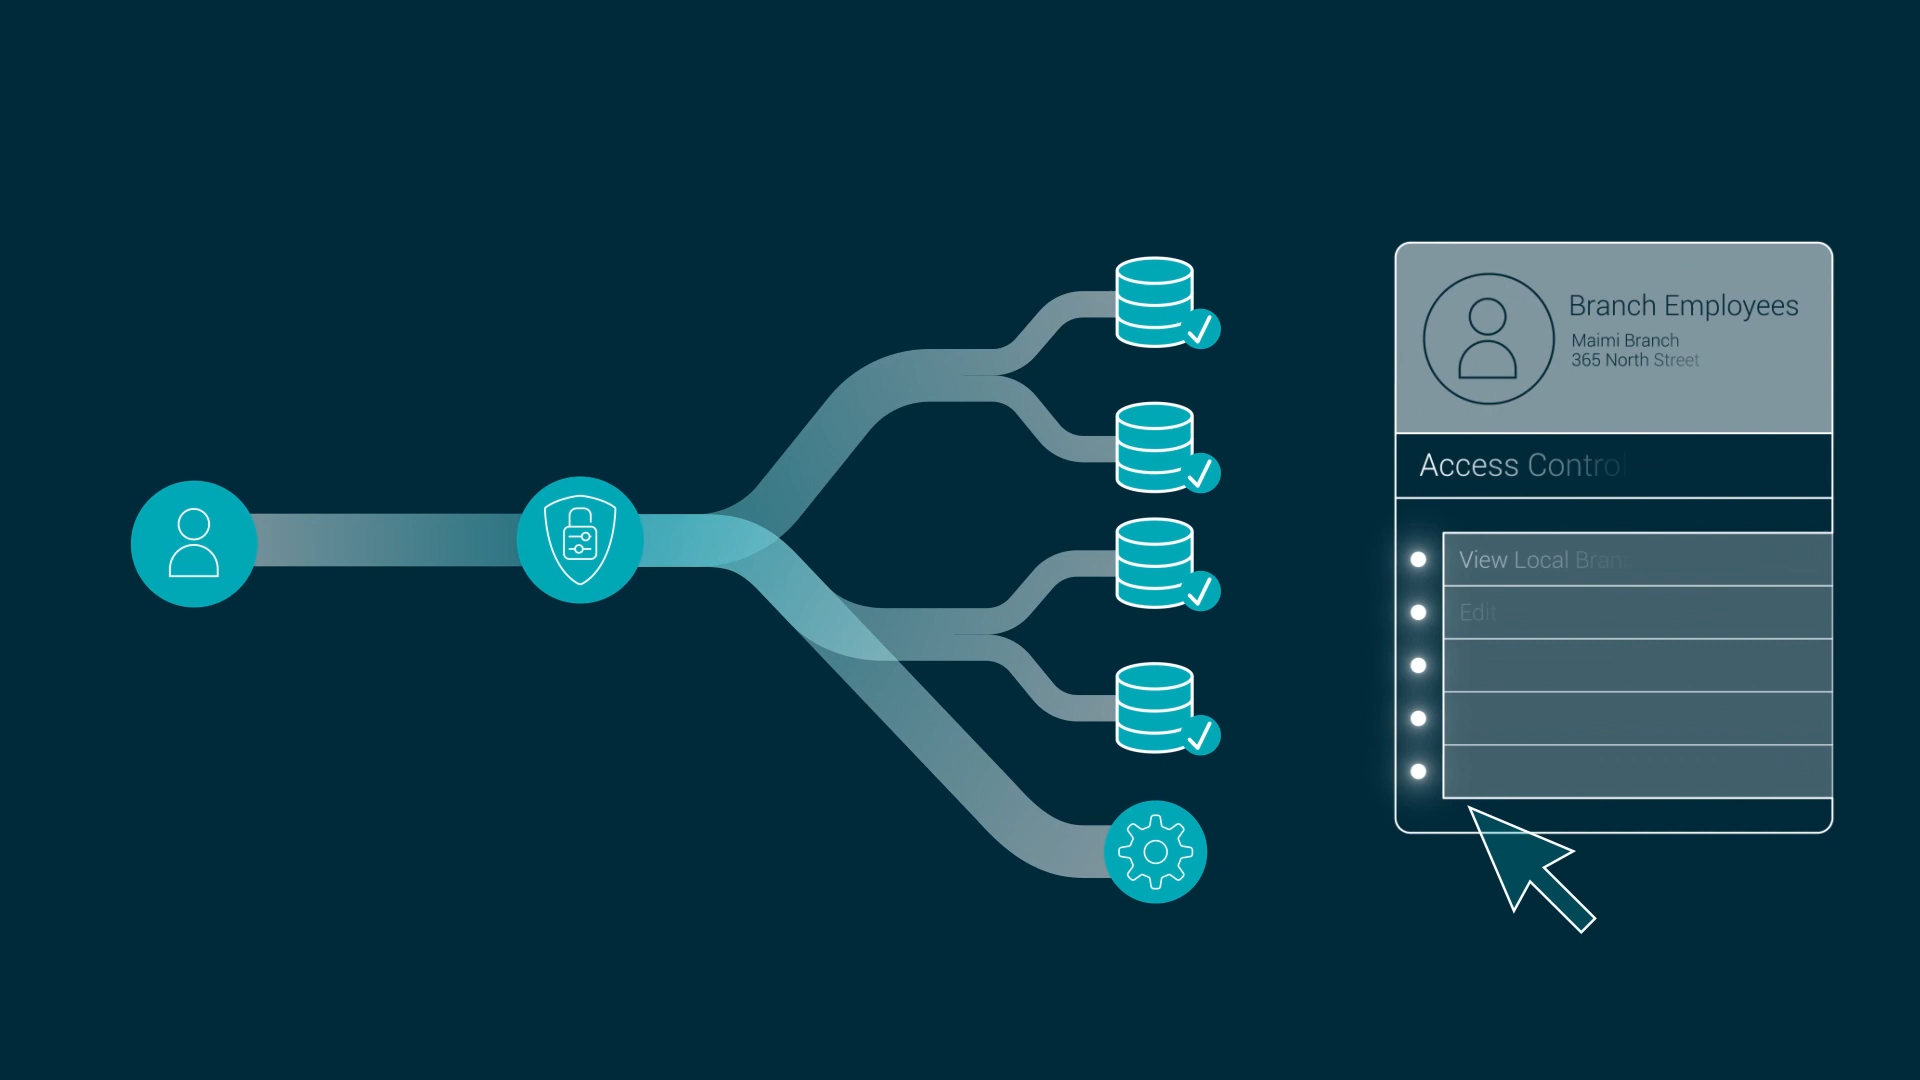 Branch Employees
Maimi Branch
365 North Street
Access Control
View Local Bran
Edit